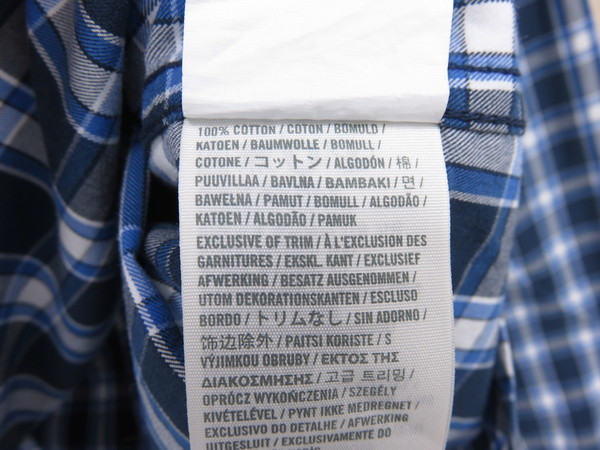 100% COTTON / COTON / BOMULD /
KATOEN / BAUMWOLLE / BOMULL /
COTONE / コットン / ALGODÓN / 棉 /
PUUVILLAA / BAVLNA / ΒΑΜΒΑΚΙ / 면 /
BAWEŁNA / PAMUT / BOMULL / ALGODÃO /
KATOEN / ALGODÃO / PAMUK
EXCLUSIVE OF TRIM / À L'EXCLUSION DES
GARNITURES / EKSKL. KANT / EXCLUSIEF
AFWERKING / BESATZ AUSGENOMMEN /
UTOM DEKORATIONSKANTEN / ESCLUSO
BORDO / トリムなし / SIN ADORNO /
饰边除外 / PAITSI KORISTE / S
VÝJIMKOU OBRUBY / ΕΚΤΟΣ ΤΗΣ
ΔΙΑΚΟΣΜΗΣΗΣ / 고급 트리밍 /
OPRÓCZ WYKOŃCZENIA / SZEGÉLY
KIVÉTELÉVEL / PYNT IKKE MEDREGNET /
EXCLUSIVO DO DETALHE / AFWERKING
UITGESLUIT / EXCLUSIVAMENTE DO